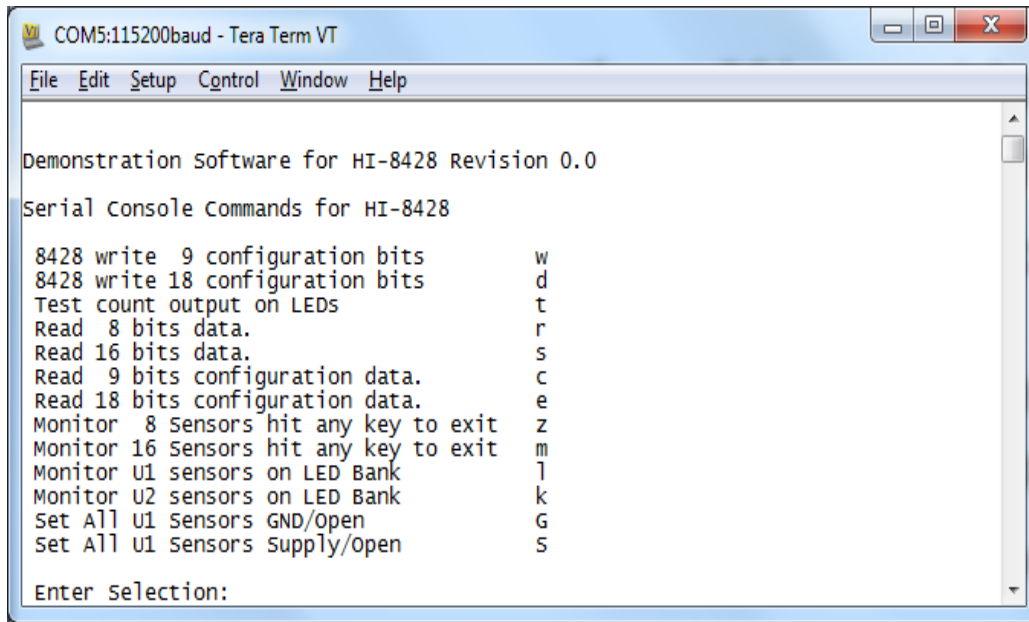 COM5:115200baud - Tera Term VT
File Edit Setup Control Window Help
Demonstration Software for HI-8428 Revision 0.0
Serial Console Commands for HI-8428
8428 write  9 configuration bits w
8428 write 18 configuration bits d
Test count output on LEDs t
Read  8 bits data. r
Read 16 bits data. s
Read  9 bits configuration data. c
Read 18 bits configuration data. e
Monitor  8 Sensors hit any key to exit z
Monitor 16 Sensors hit any key to exit m
Monitor U1 sensors on LED Bank l
Monitor U2 sensors on LED Bank k
Set All U1 Sensors GND/Open G
Set All U1 Sensors Supply/Open S
Enter Selection: